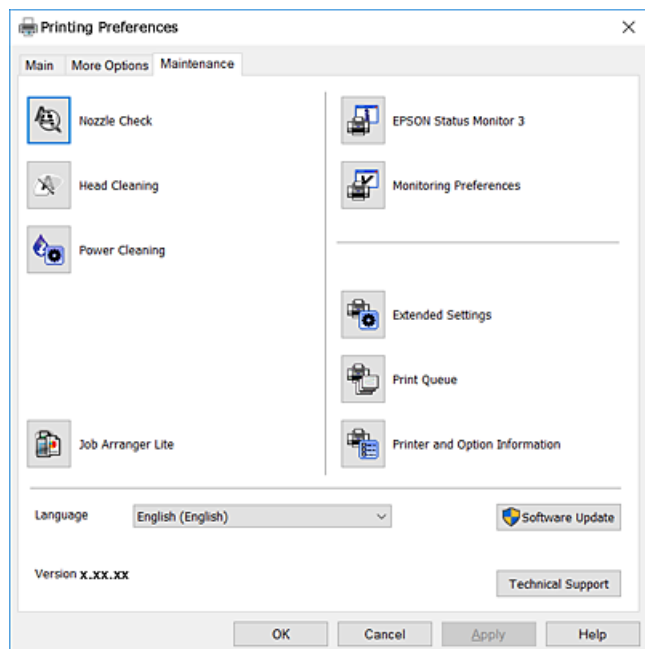 Printing Preferences
Main More Options Maintenance
Nozzle Check
EPSON Status Monitor 3
Head Cleaning
Monitoring Preferences
Power Cleaning
Extended Settings
Print Queue
Job Arranger Lite
Printer and Option Information
Language English (English) Software Update
Version x.xx.xx
Technical Support
OK Cancel Apply Help